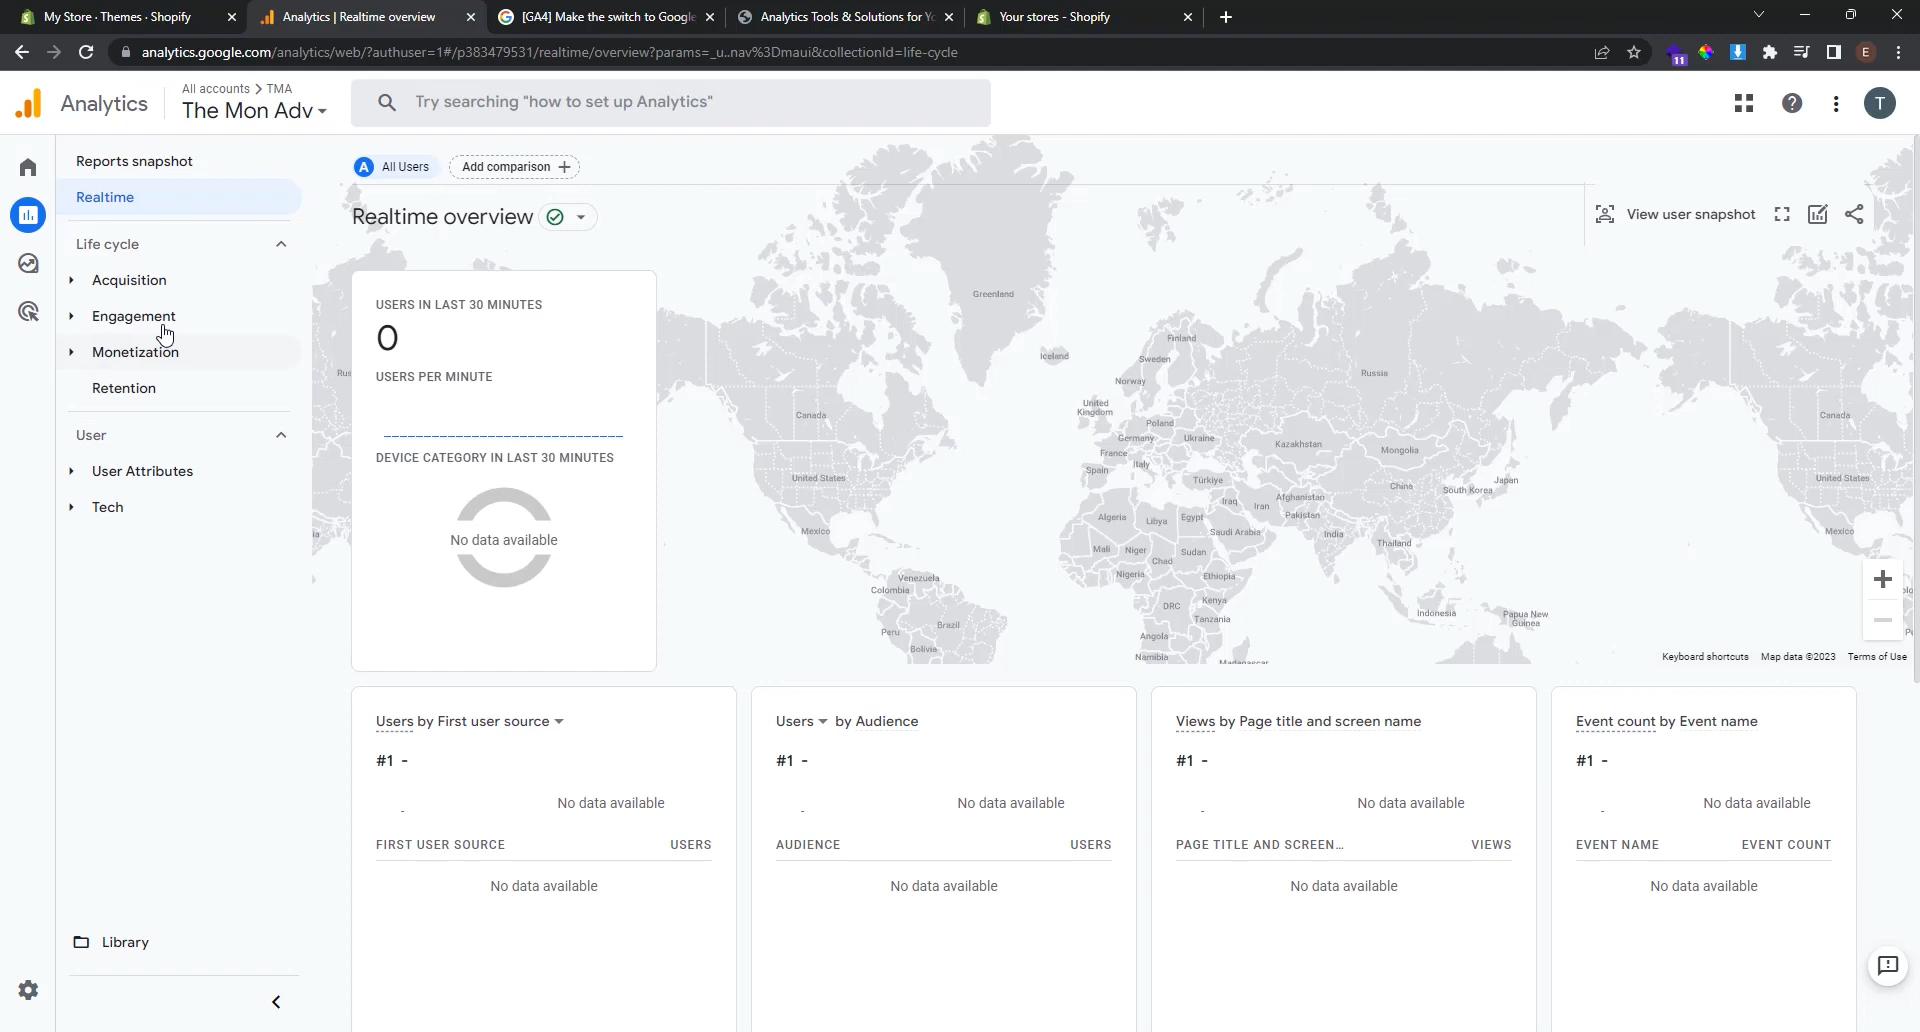 My Store · Themes · Shopify
Analytics | Realtime overview
[GA4] Make the switch to Google
Analytics Tools & Solutions for Yo
Your stores - Shopify
analytics.google.com/analytics/web/?authuser=1#/p383479531/realtime/overview?params=_u..nav%3Dmaui&collectionId=life-cycle
11
E
Analytics
All accounts > TMA
The Mon Adv
Try searching "how to set up Analytics"
T
Reports snapshot
Realtime
Life cycle
Acquisition
Engagement
Monetization
Retention
User
User Attributes
Tech
Library
A All Users
Add comparison +
Realtime overview
View user snapshot
USERS IN LAST 30 MINUTES
0
USERS PER MINUTE
DEVICE CATEGORY IN LAST 30 MINUTES
No data available
Greenland
Iceland
Finland
Sweden
Norway
Russia
Rus
United
Kingdom
Canada
Canada
Poland
Germany
Ukraine
France
Kazakhstan
Mongolia
Spain
Italy
United States
Türkiye
China
South Korea
Japan
United States
Iraq
Iran
Afghanistan
Pakistan
Algeria
Libya
Egypt
Saudi Arabia
India
Mexico
Mexico
Thailand
Mali
Niger
Chad
Sudan
Nigeria
Ethiopia
Venezuela
Colombia
DRC
Kenya
Tanzania
Indonesia
Papua New
Guinea
Peru
Brazil
Bolivia
Angola
Namibia
Madagascar
Keyboard shortcuts
Map data ©2023
Terms of Use
Users by First user source
#1 -
-
No data available
FIRST USER SOURCE
USERS
No data available
Users by Audience
#1 -
-
No data available
AUDIENCE
USERS
No data available
Views by Page title and screen name
#1 -
-
No data available
PAGE TITLE AND SCREEN...
VIEWS
No data available
Event count by Event name
#1 -
-
No data available
EVENT NAME
EVENT COUNT
No data available